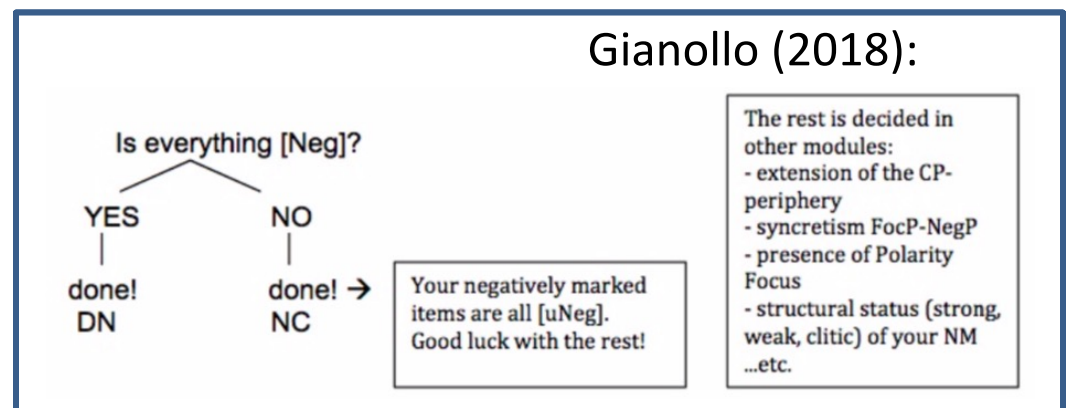 Gianollo (2018):
Is everything [Neg]?
YES
NO
done!
DN
done! →
NC
Your negatively marked
items are all [uNeg].
Good luck with the rest!
The rest is decided in
other modules:
- extension of the CP-
periphery
- syncretism FocP-NegP
- presence of Polarity
Focus
- structural status (strong,
weak, clitic) of your NM
...etc.